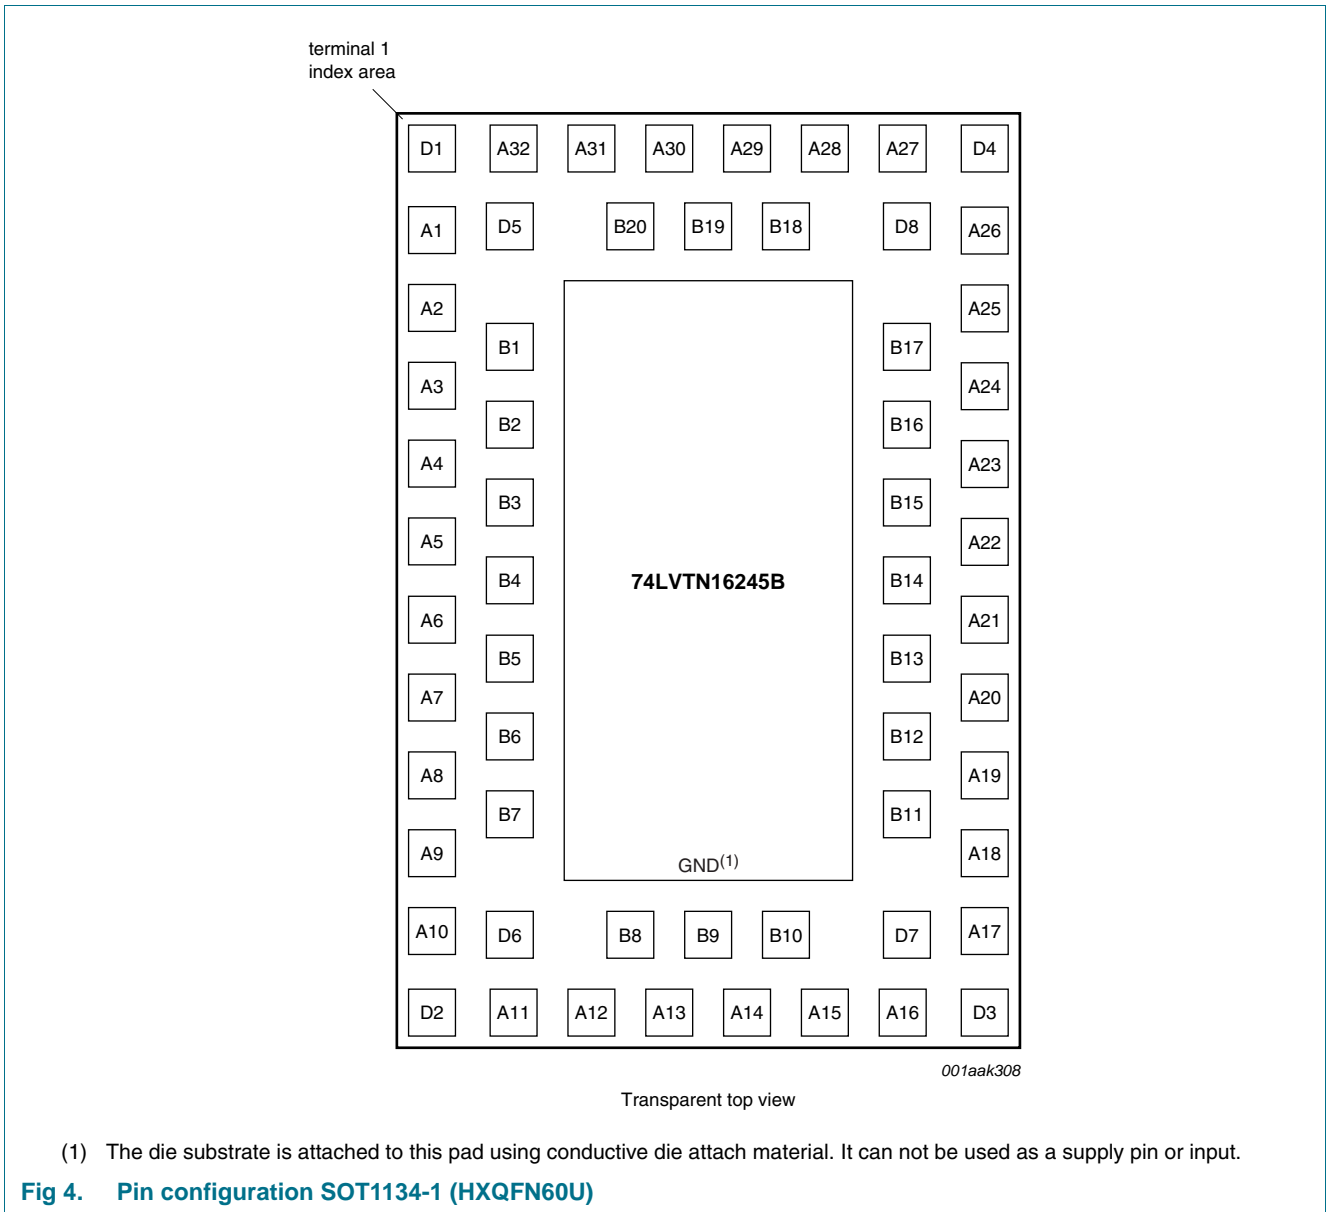 terminal 1
index area
D1 A32 A31 A30 A29 A28 A27 D4
A1 D5 B20 B19 B18 D8 A26
A2 A25
B1 B17
A3 A24
B2 B16
A4 A23
B3 B15
A5 A22
B4 74LVTN16245B B14
A6 A21
B5 B13
A7 A20
B6 B12
A8 A19
B7 B11
A9 A18
GND(1)
A10 D6 B8 B9 B10 D7 A17
D2 A11 A12 A13 A14 A15 A16 D3
001aak308
Transparent top view
(1) The die substrate is attached to this pad using conductive die attach material. It can not be used as a supply pin or input.
Fig 4. Pin configuration SOT1134-1 (HXQFN60U)